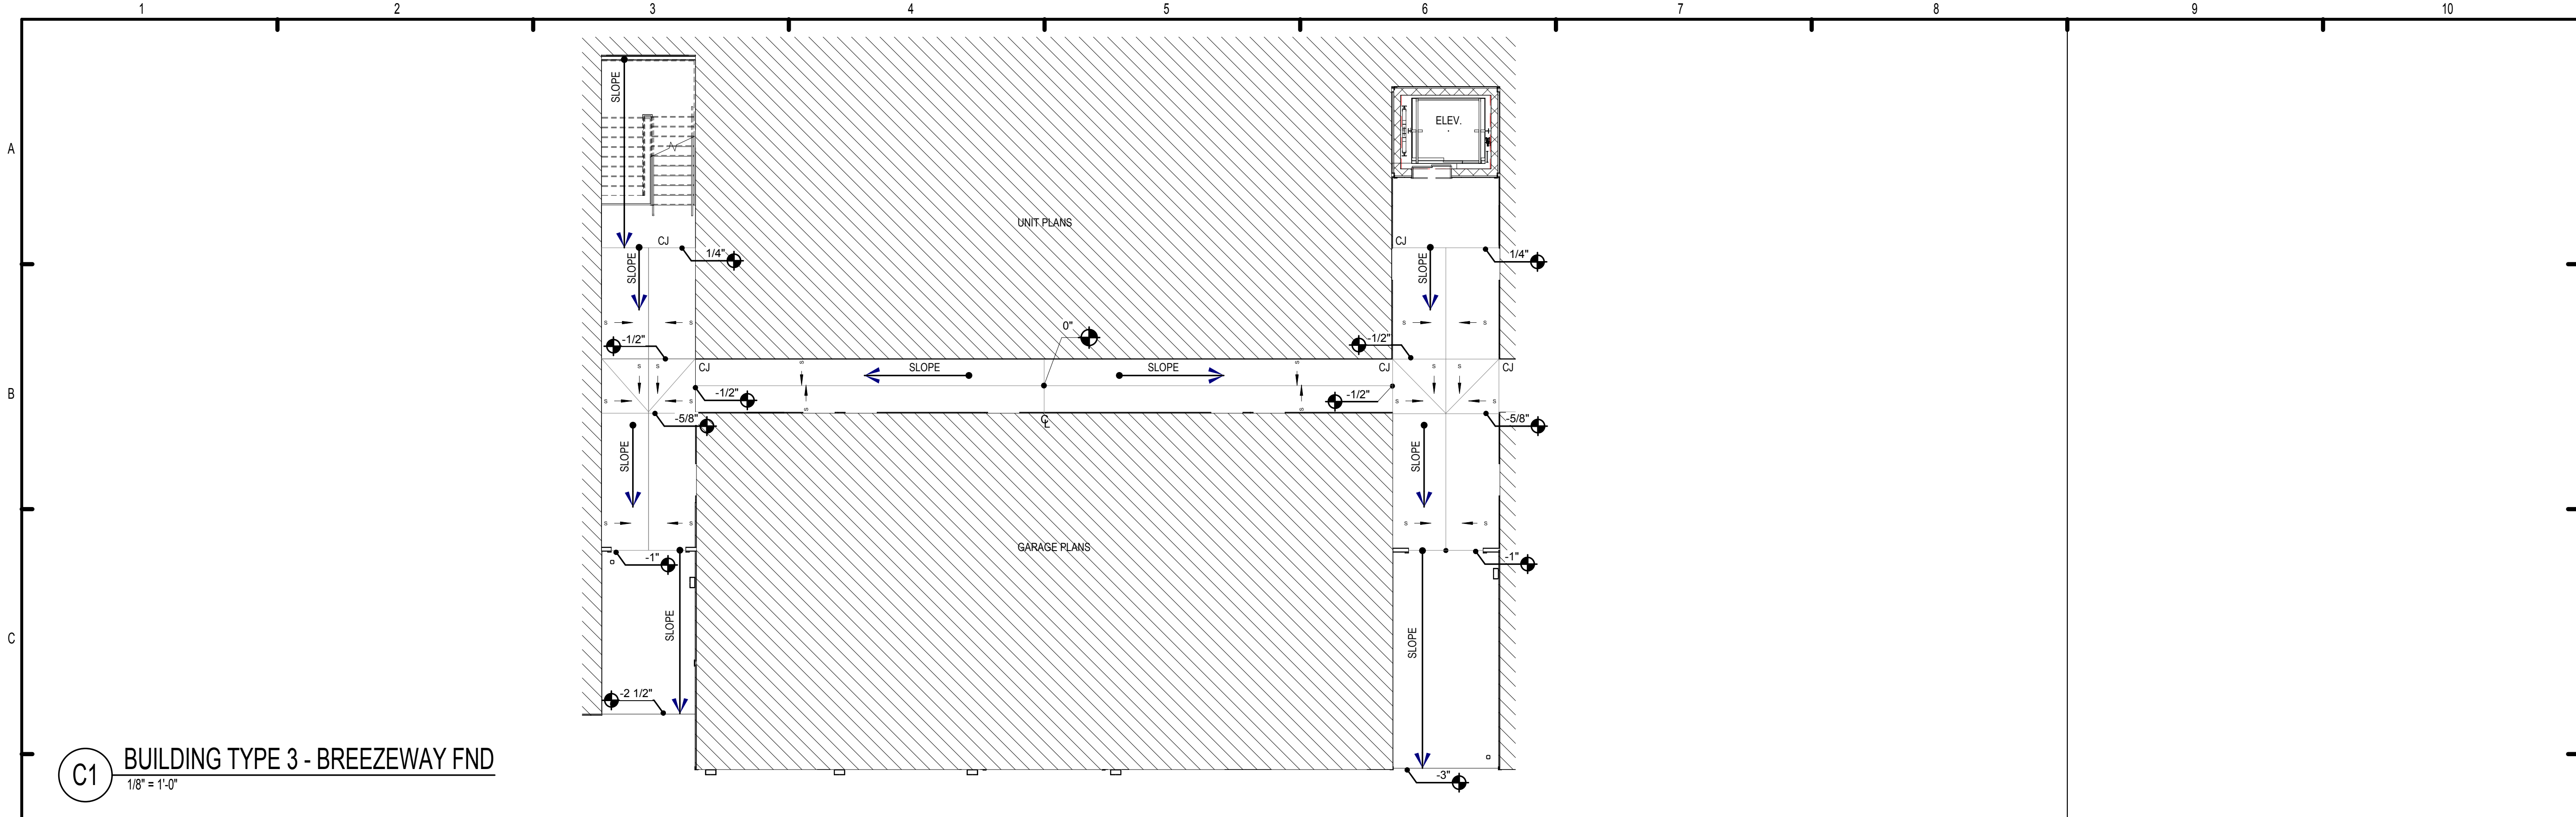 1 2 3 4 5 6 7 8 9 10
A
SLOPE
ELEV.
UNIT PLANS
CJ
CJ
1/4"
1/4"
SLOPE
SLOPE
S S
S S
0"
-1/2"
-1/2"
CJ
SLOPE
SLOPE
CJ
CJ
S S
S
S
S S
B
-1/2"
-1/2"
S S
S
S
S S
-5/8"
-5/8"
CL
SLOPE
SLOPE
S S
S S
GARAGE PLANS
-1"
-1"
SLOPE
SLOPE
C
-2 1/2"
-3"
C1
BUILDING TYPE 3 - BREEZEWAY FND
1/8" = 1'-0"